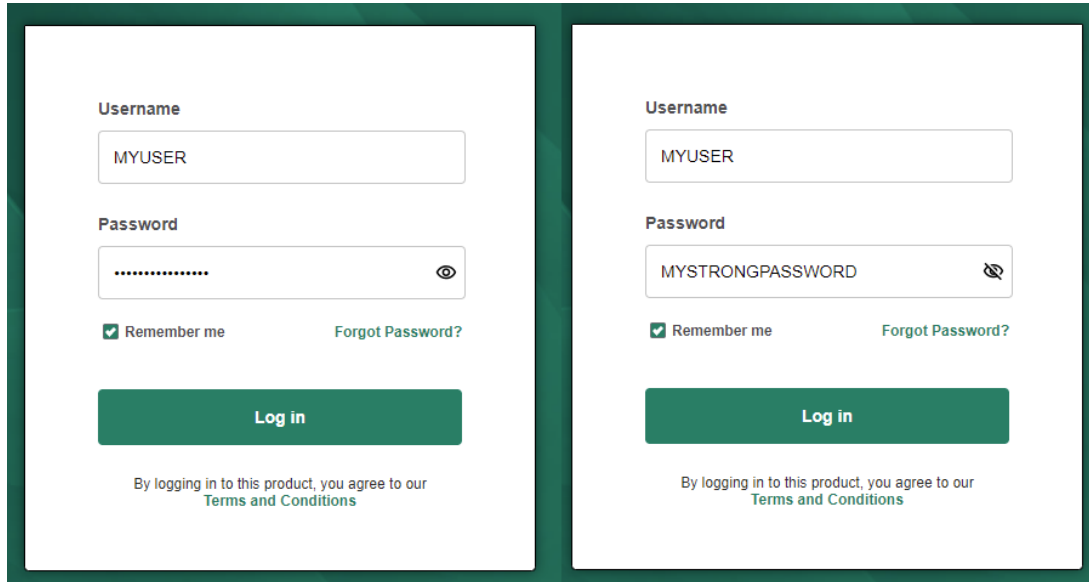 Username
MYUSER
Password
••••••••••••••••
Remember me
Forgot Password?
Log in
By logging in to this product, you agree to our
Terms and Conditions
Username
MYUSER
Password
MYSTRONGPASSWORD
Remember me
Forgot Password?
Log in
By logging in to this product, you agree to our
Terms and Conditions